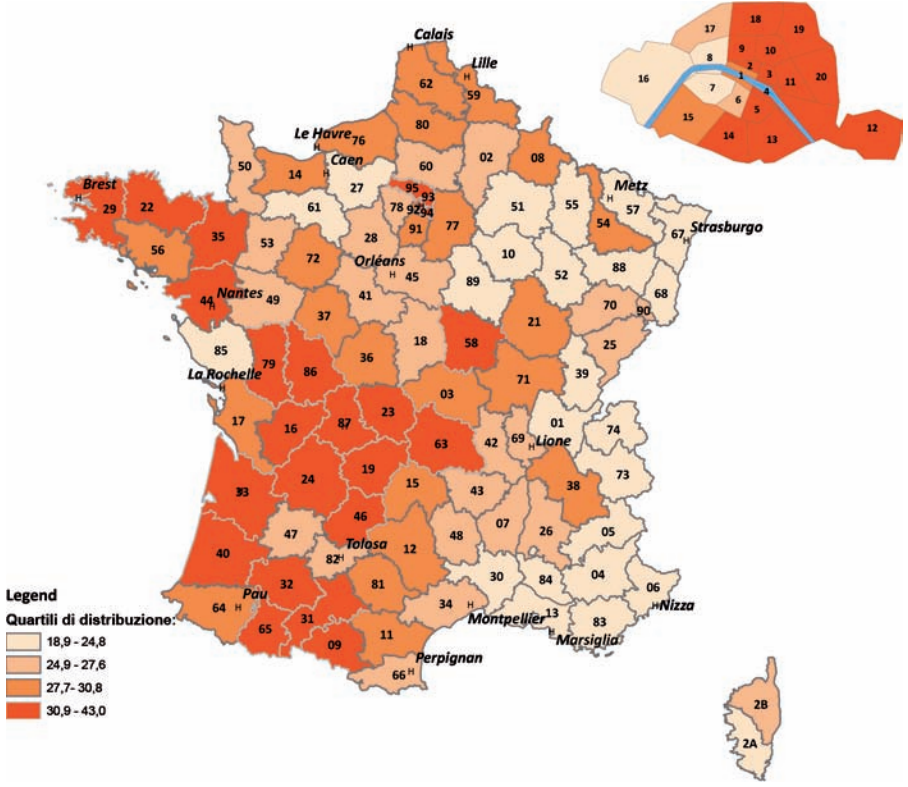 17
18
19
8
9
10
16
2
1
3
11
20
7
4
6
5
15
14
13
12
Calais
H
Lille
H
62
59
Le Havre
H
76
80
Caen
H
50
14
60
02
08
27
Brest
H
29
22
61
95
93
78
92
94
51
55
Metz
H
57
Strasburgo
H
67
35
77
91
54
56
53
28
72
10
Orléans
H
45
88
52
68
89
Nantes
H
44
49
41
70
90
37
21
18
58
25
85
36
79
86
71
39
La Rochelle
H
03
17
16
87
H
23
01
74
63
42
69
Lione
H
19
73
24
15
38
33
H
43
46
47
07
26
05
12
48
40
Tolosa
82
H
32
81
30
84
04
06
Nizza
H
Pau
64
H
34
H
Montpellier
13
83
Marsiglia
H
31
65
09
11
Perpignan
66
H
2B
2A
Legend
Quartili di distribuzione:
18,9 - 24,8
24,9 - 27,6
27,7- 30,8
30,9 - 43,0